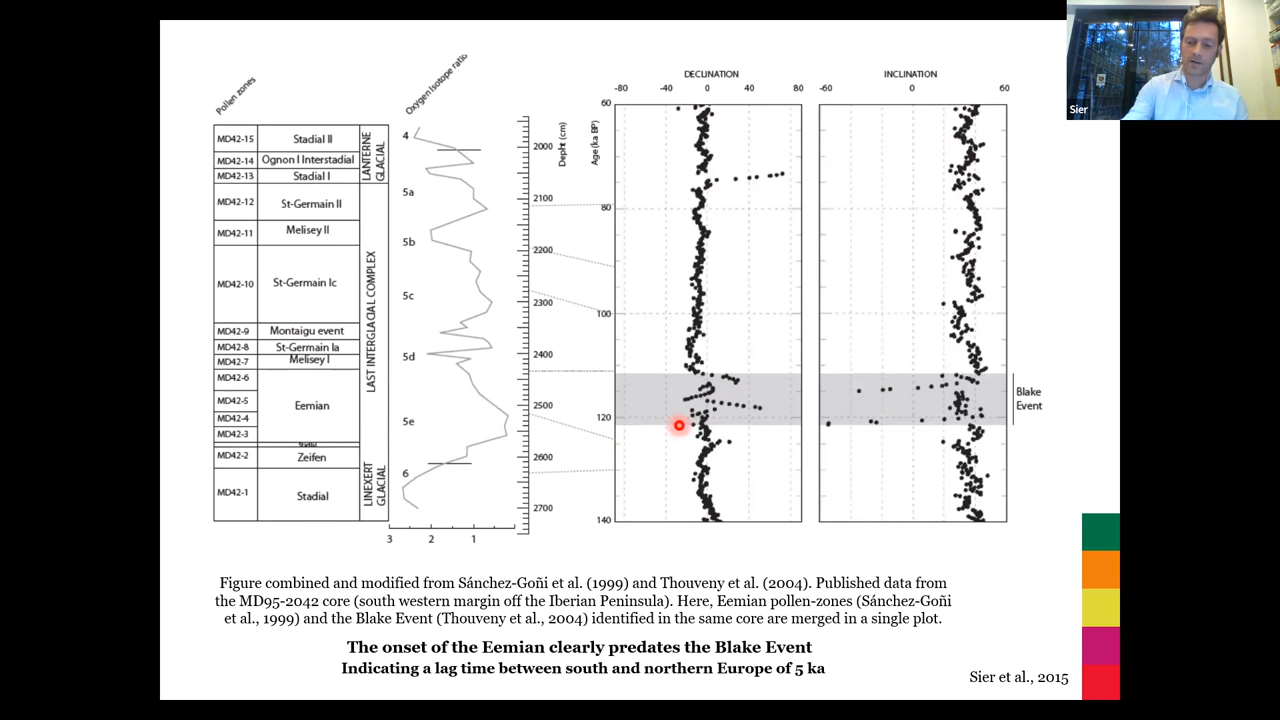 Sier
Pollen zones
Oxygen Isotope ratio
MD42-15
Stadial II
MD42-14
Ognon I Interstadial
MD42-13
Stadial I
LANTERNE GLACIAL
MD42-12
St-Germain II
MD42-11
Melisey II
MD42-10
St-Germain Ic
MD42-9
Montaigu event
MD42-8
St-Germain Ia
MD42-7
Melisey I
MD42-6
MD42-5
Eemian
MD42-4
MD42-3
LAST INTERGLACIAL COMPLEX
MD42-2
Zeifen
MD42-1
Stadial
LINEXERT GLACIAL
4
5a
5b
5c
5d
5e
6
3 2 1
Depht (cm)
2000
2100
2200
2300
2400
2500
2600
2700
DECLINATION
-80 -40 0 40 80
Age (ka BP)
60
80
100
120
140
INCLINATION
-60 0 60
Blake
Event
Figure combined and modified from Sánchez-Goñi et al. (1999) and Thouveny et al. (2004). Published data from
the MD95-2042 core (south western margin off the Iberian Peninsula). Here, Eemian pollen-zones (Sánchez-Goñi
et al., 1999) and the Blake Event (Thouveny et al., 2004) identified in the same core are merged in a single plot.
The onset of the Eemian clearly predates the Blake Event
Indicating a lag time between south and northern Europe of 5 ka
Sier et al., 2015